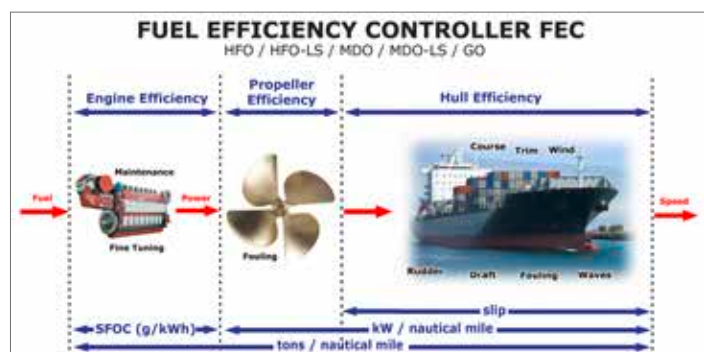 FUEL EFFICIENCY CONTROLLER FEC
HFO / HFO-LS / MDO / MDO-LS / GO
Engine Efficiency
Propeller
Efficiency
Hull Efficiency
Course Trim Wind
Maintenance
Fuel
Power
Speed
Fine Tuning
Fouling
Rudder Draft Fouling Waves
slip
SFOC (g/kWh)
kW / nautical mile
tons / nautical mile